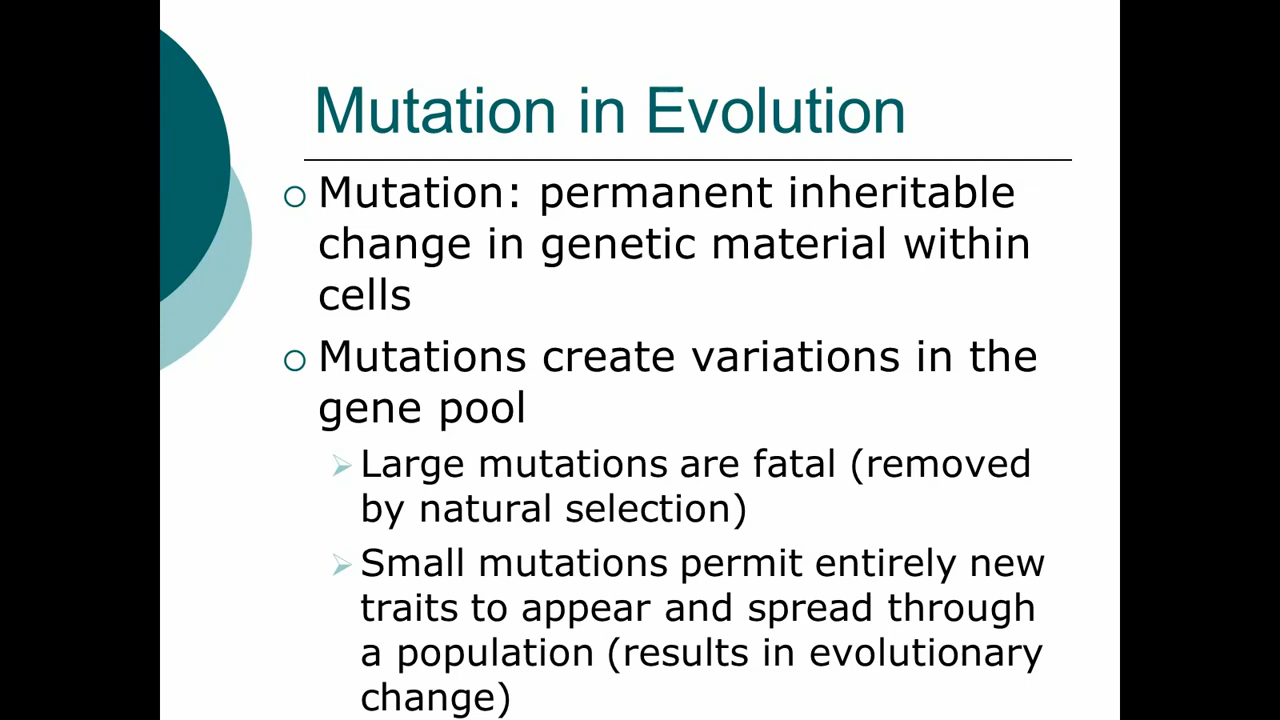 Mutation in Evolution
Mutation: permanent inheritable
change in genetic material within
cells
Mutations create variations in the
gene pool
Large mutations are fatal (removed
by natural selection)
Small mutations permit entirely new
traits to appear and spread through
a population (results in evolutionary
change)